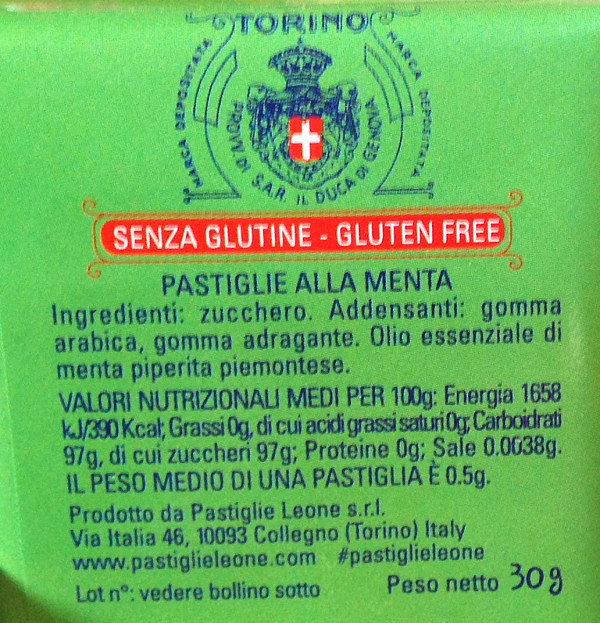 TORINO
MARCA DEPOSITATA
MARCA DEPOSITATA
PROVV. DI S.A.R. IL DUCA DI GENOVA
SENZA GLUTINE - GLUTEN FREE
PASTIGLIE ALLA MENTA
Ingredienti: zucchero. Addensanti: gomma
arabica, gomma adragante. Olio essenziale di
menta piperita piemontese.
VALORI NUTRIZIONALI MEDI PER 100g: Energia 1658
kJ/390 Kcal; Grassi 0g, di cui acidi grassi saturi 0g; Carboidrati
97g, di cui zuccheri 97g; Proteine 0g; Sale 0.0038g.
IL PESO MEDIO DI UNA PASTIGLIA È 0.5g.
Prodotto da Pastiglie Leone s.r.l.
Via Italia 46, 10093 Collegno (Torino) Italy
www.pastiglieleone.com #pastiglieleone
Lot n°: vedere bollino sotto Peso netto 30g